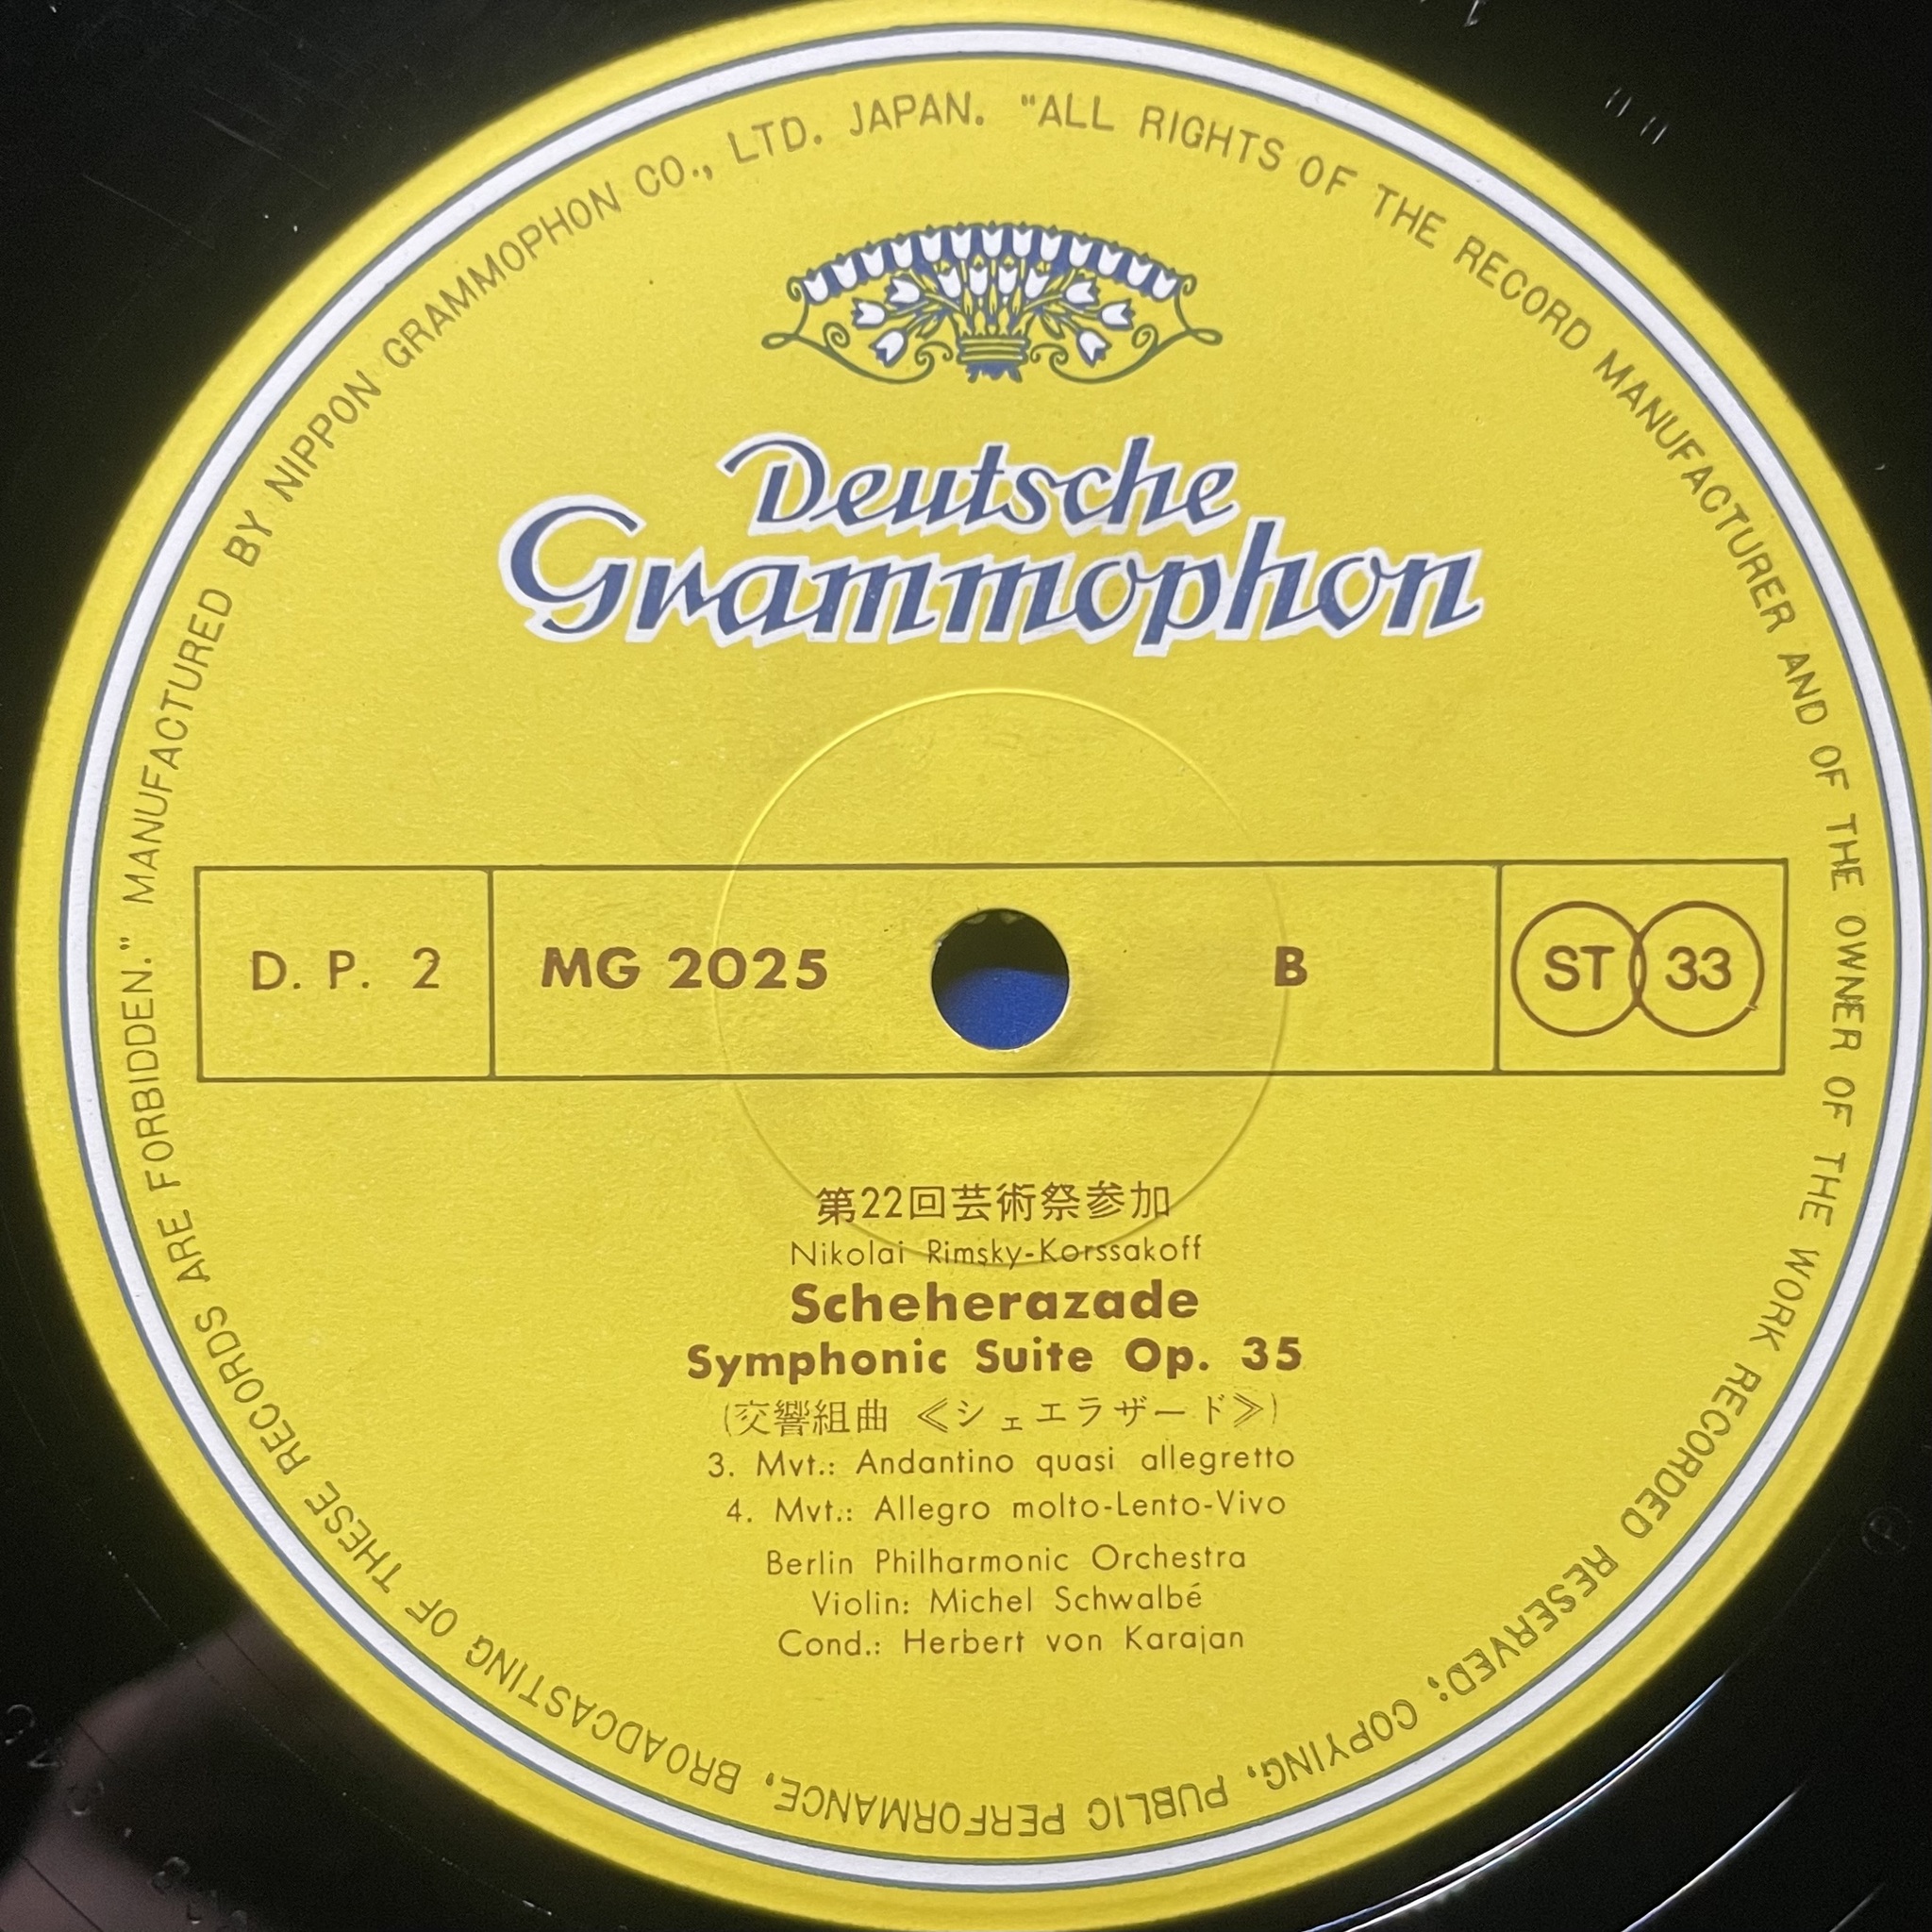 MANUFACTURED BY NIPPON GRAMMOPHON CO., LTD. JAPAN. "ALL RIGHTS OF THE RECORD MANUFACTURER AND OF THE OWNER OF THE WORK RECORDED RESERVED; COPYING, PUBLIC PERFORMANCE, BROADCASTING OF THESE RECORDS ARE FORBIDDEN."
Deutsche
Grammophon
D. P. 2 MG 2025 B ST 33
第22回芸術祭参加
Nikolai Rimsky-Korssakoff
Scheherazade
Symphonic Suite Op. 35
(交響組曲 ≪シェエラザード≫)
3. Mvt.: Andantino quasi allegretto
4. Mvt.: Allegro molto-Lento-Vivo
Berlin Philharmonic Orchestra
Violin: Michel Schwalbé
Cond.: Herbert von Karajan